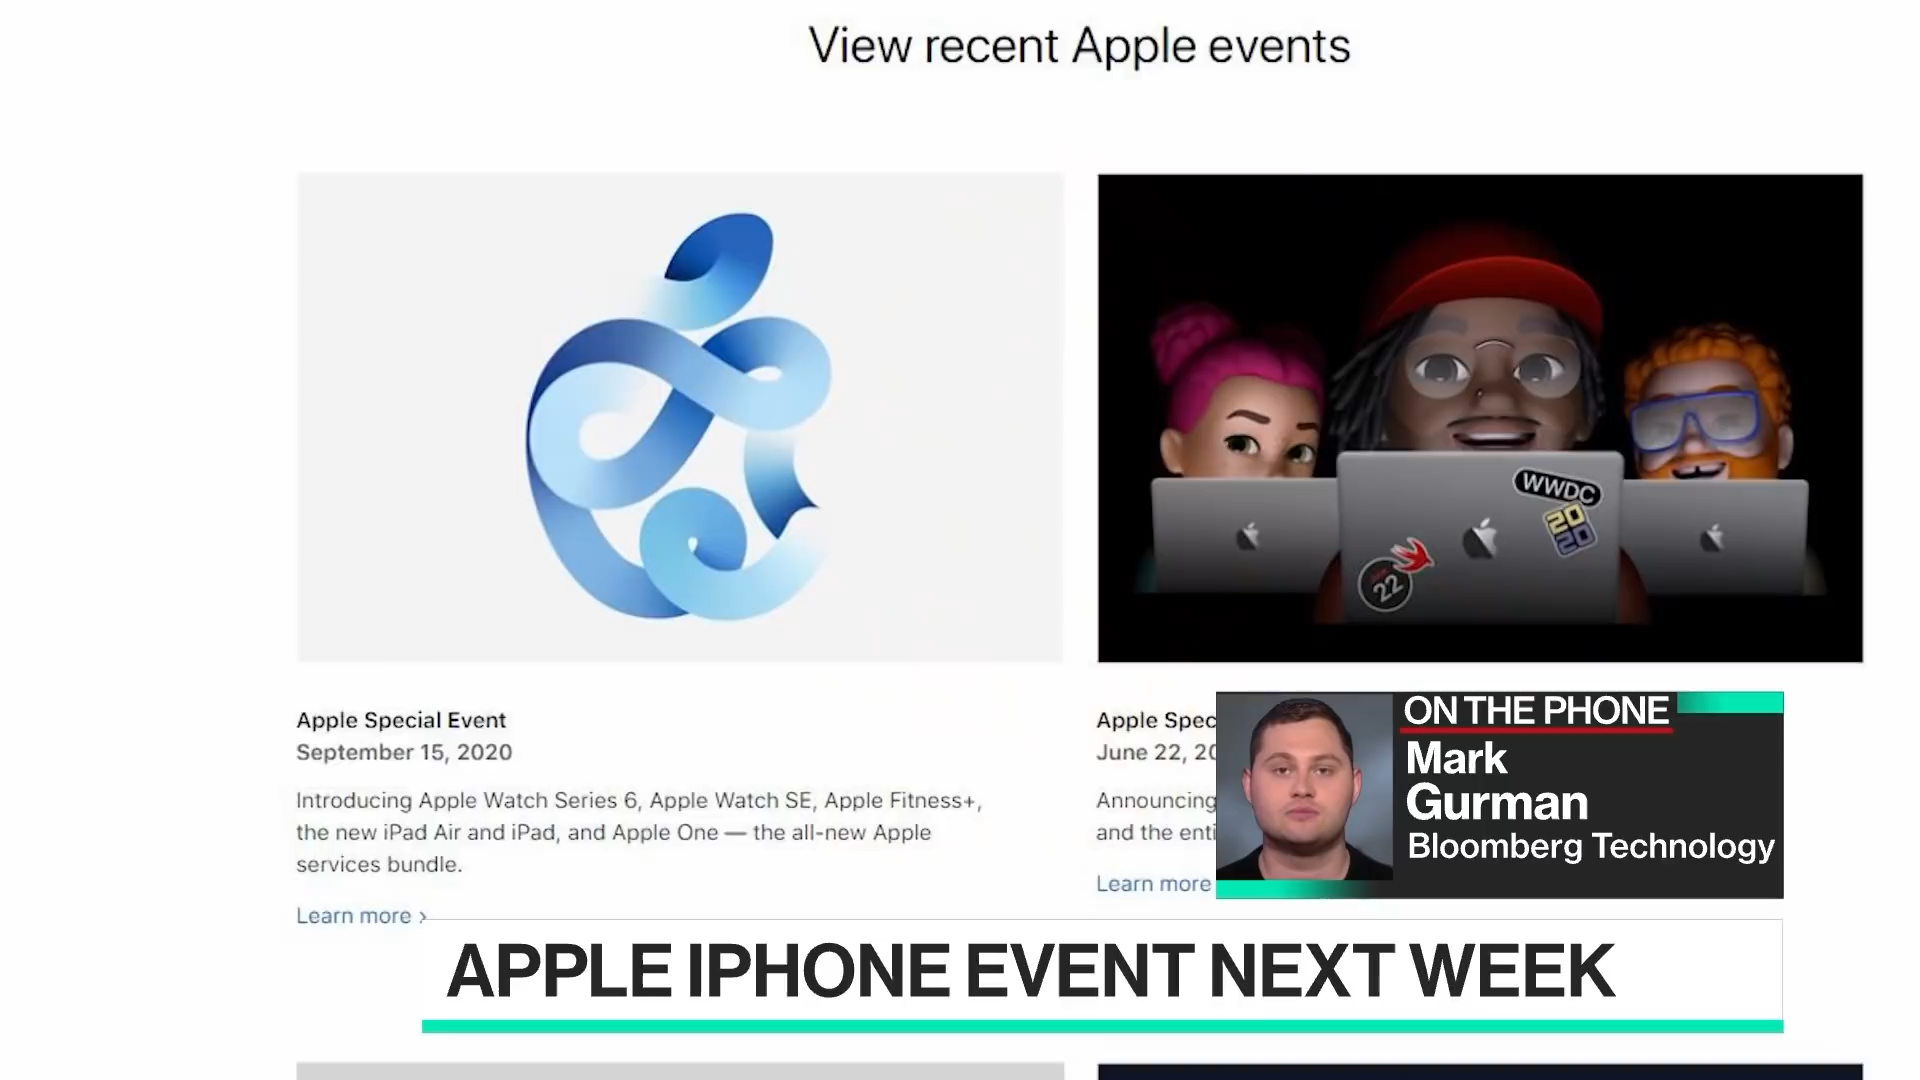 View recent Apple events
WWDC
20
20
22
Apple Special Event
September 15, 2020
Introducing Apple Watch Series 6, Apple Watch SE, Apple Fitness+,
the new iPad Air and iPad, and Apple One — the all-new Apple
services bundle.
Learn more ›
Apple Spec
June 22, 20
Announcing
and the enti
Learn more
ON THE PHONE
Mark
Gurman
Bloomberg Technology
APPLE IPHONE EVENT NEXT WEEK